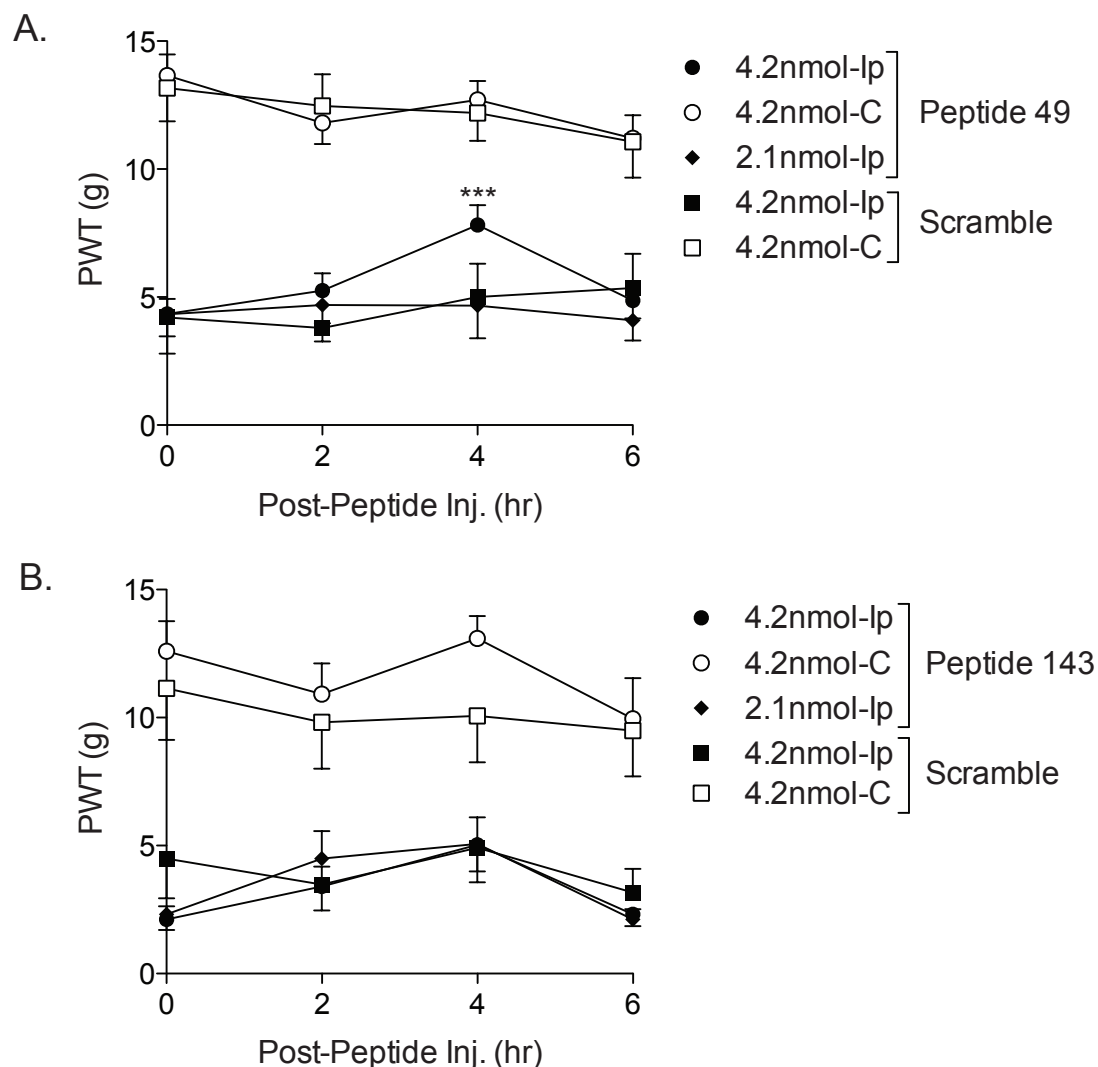 A.
15
10
5
0
PWT (g)
***
0 2 4 6
Post-Peptide Inj. (hr)
4.2nmol-Ip
4.2nmol-C
2.1nmol-Ip
Peptide 49
4.2nmol-Ip
4.2nmol-C
Scramble
B.
15
10
5
0
PWT (g)
0 2 4 6
Post-Peptide Inj. (hr)
4.2nmol-Ip
4.2nmol-C
2.1nmol-Ip
Peptide 143
4.2nmol-Ip
4.2nmol-C
Scramble